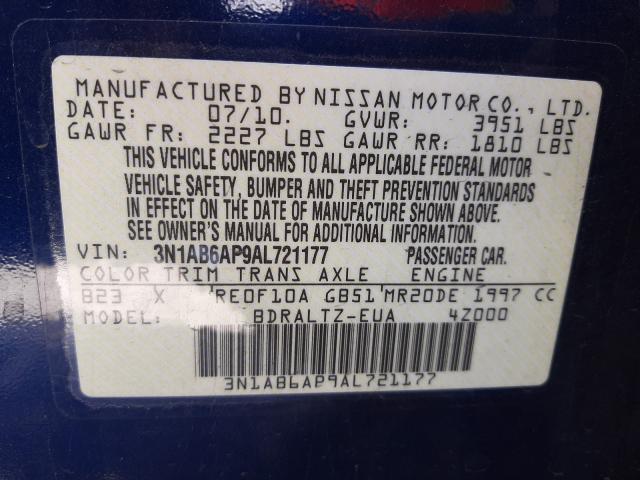 MANUFACTURED BY NISSAN MOTOR CO., LTD.
DATE: 07/10. GVWR: 3951 LBS
GAWR FR: 2227 LBS GAWR RR: 1810 LBS
THIS VEHICLE CONFORMS TO ALL APPLICABLE FEDERAL MOTOR
VEHICLE SAFETY, BUMPER AND THEFT PREVENTION STANDARDS
IN EFFECT ON THE DATE OF MANUFACTURE SHOWN ABOVE.
SEE OWNER'S MANUAL FOR ADDITIONAL INFORMATION.
VIN: 3N1AB6AP9AL721177 PASSENGER CAR.
COLOR TRIM TRANS AXLE ENGINE
B23 X RE0F10A GB51 MR20DE 1997 CC
MODEL: BDRALTZ-EUA 4Z000
3N1AB6AP9AL721177